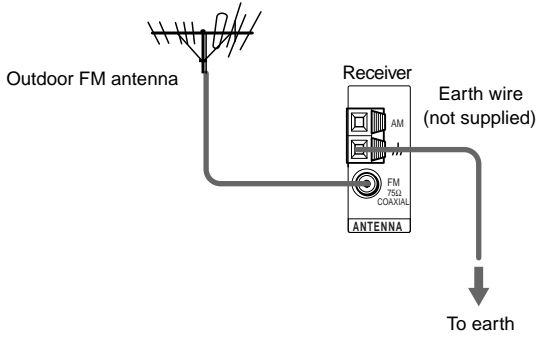 Outdoor FM antenna
Receiver
Earth wire
(not supplied)
AM
FM
75Ω
COAXIAL
ANTENNA
To earth